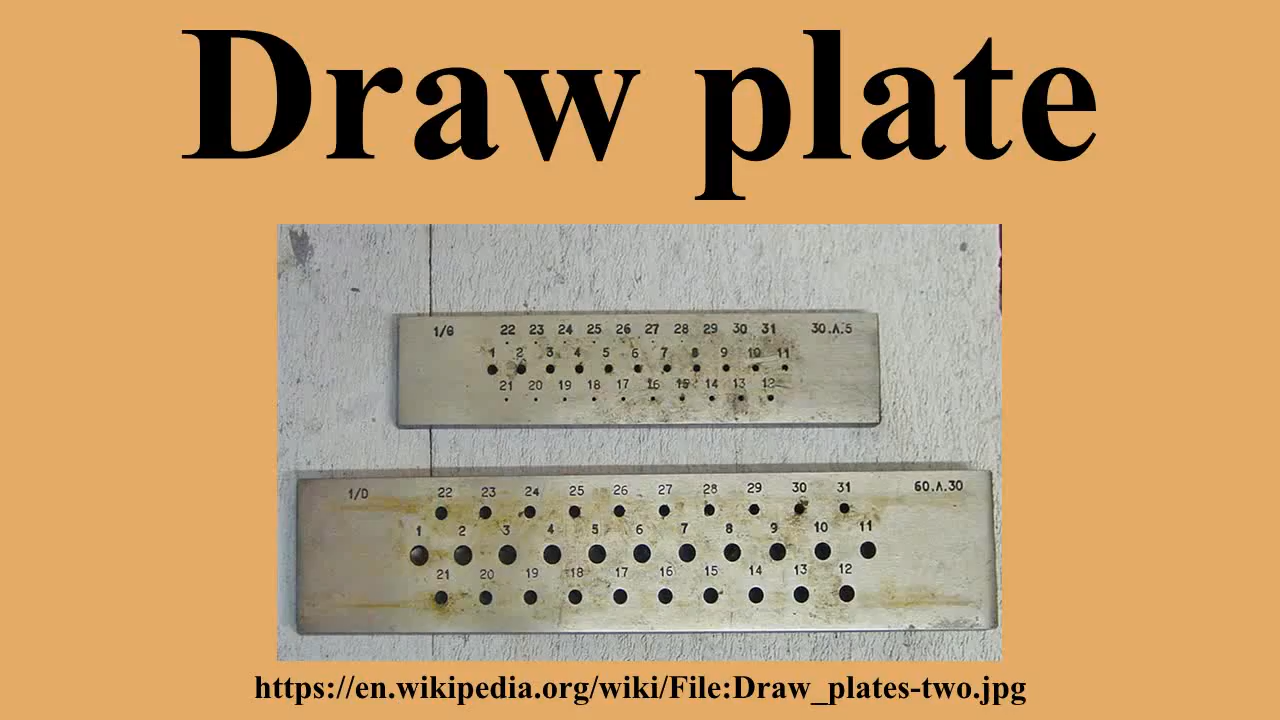 Draw plate
1/G 22 23 24 25 26 27 28 29 30 31 30.A.5
1 2 3 4 5 6 7 8 9 10 11
21 20 19 18 17 16 15 14 13 12
1/D 22 23 24 25 26 27 28 29 30 31 60.A.30
1 2 3 4 5 6 7 8 9 10 11
21 20 19 18 17 16 15 14 13 12
https://en.wikipedia.org/wiki/File:Draw_plates-two.jpg